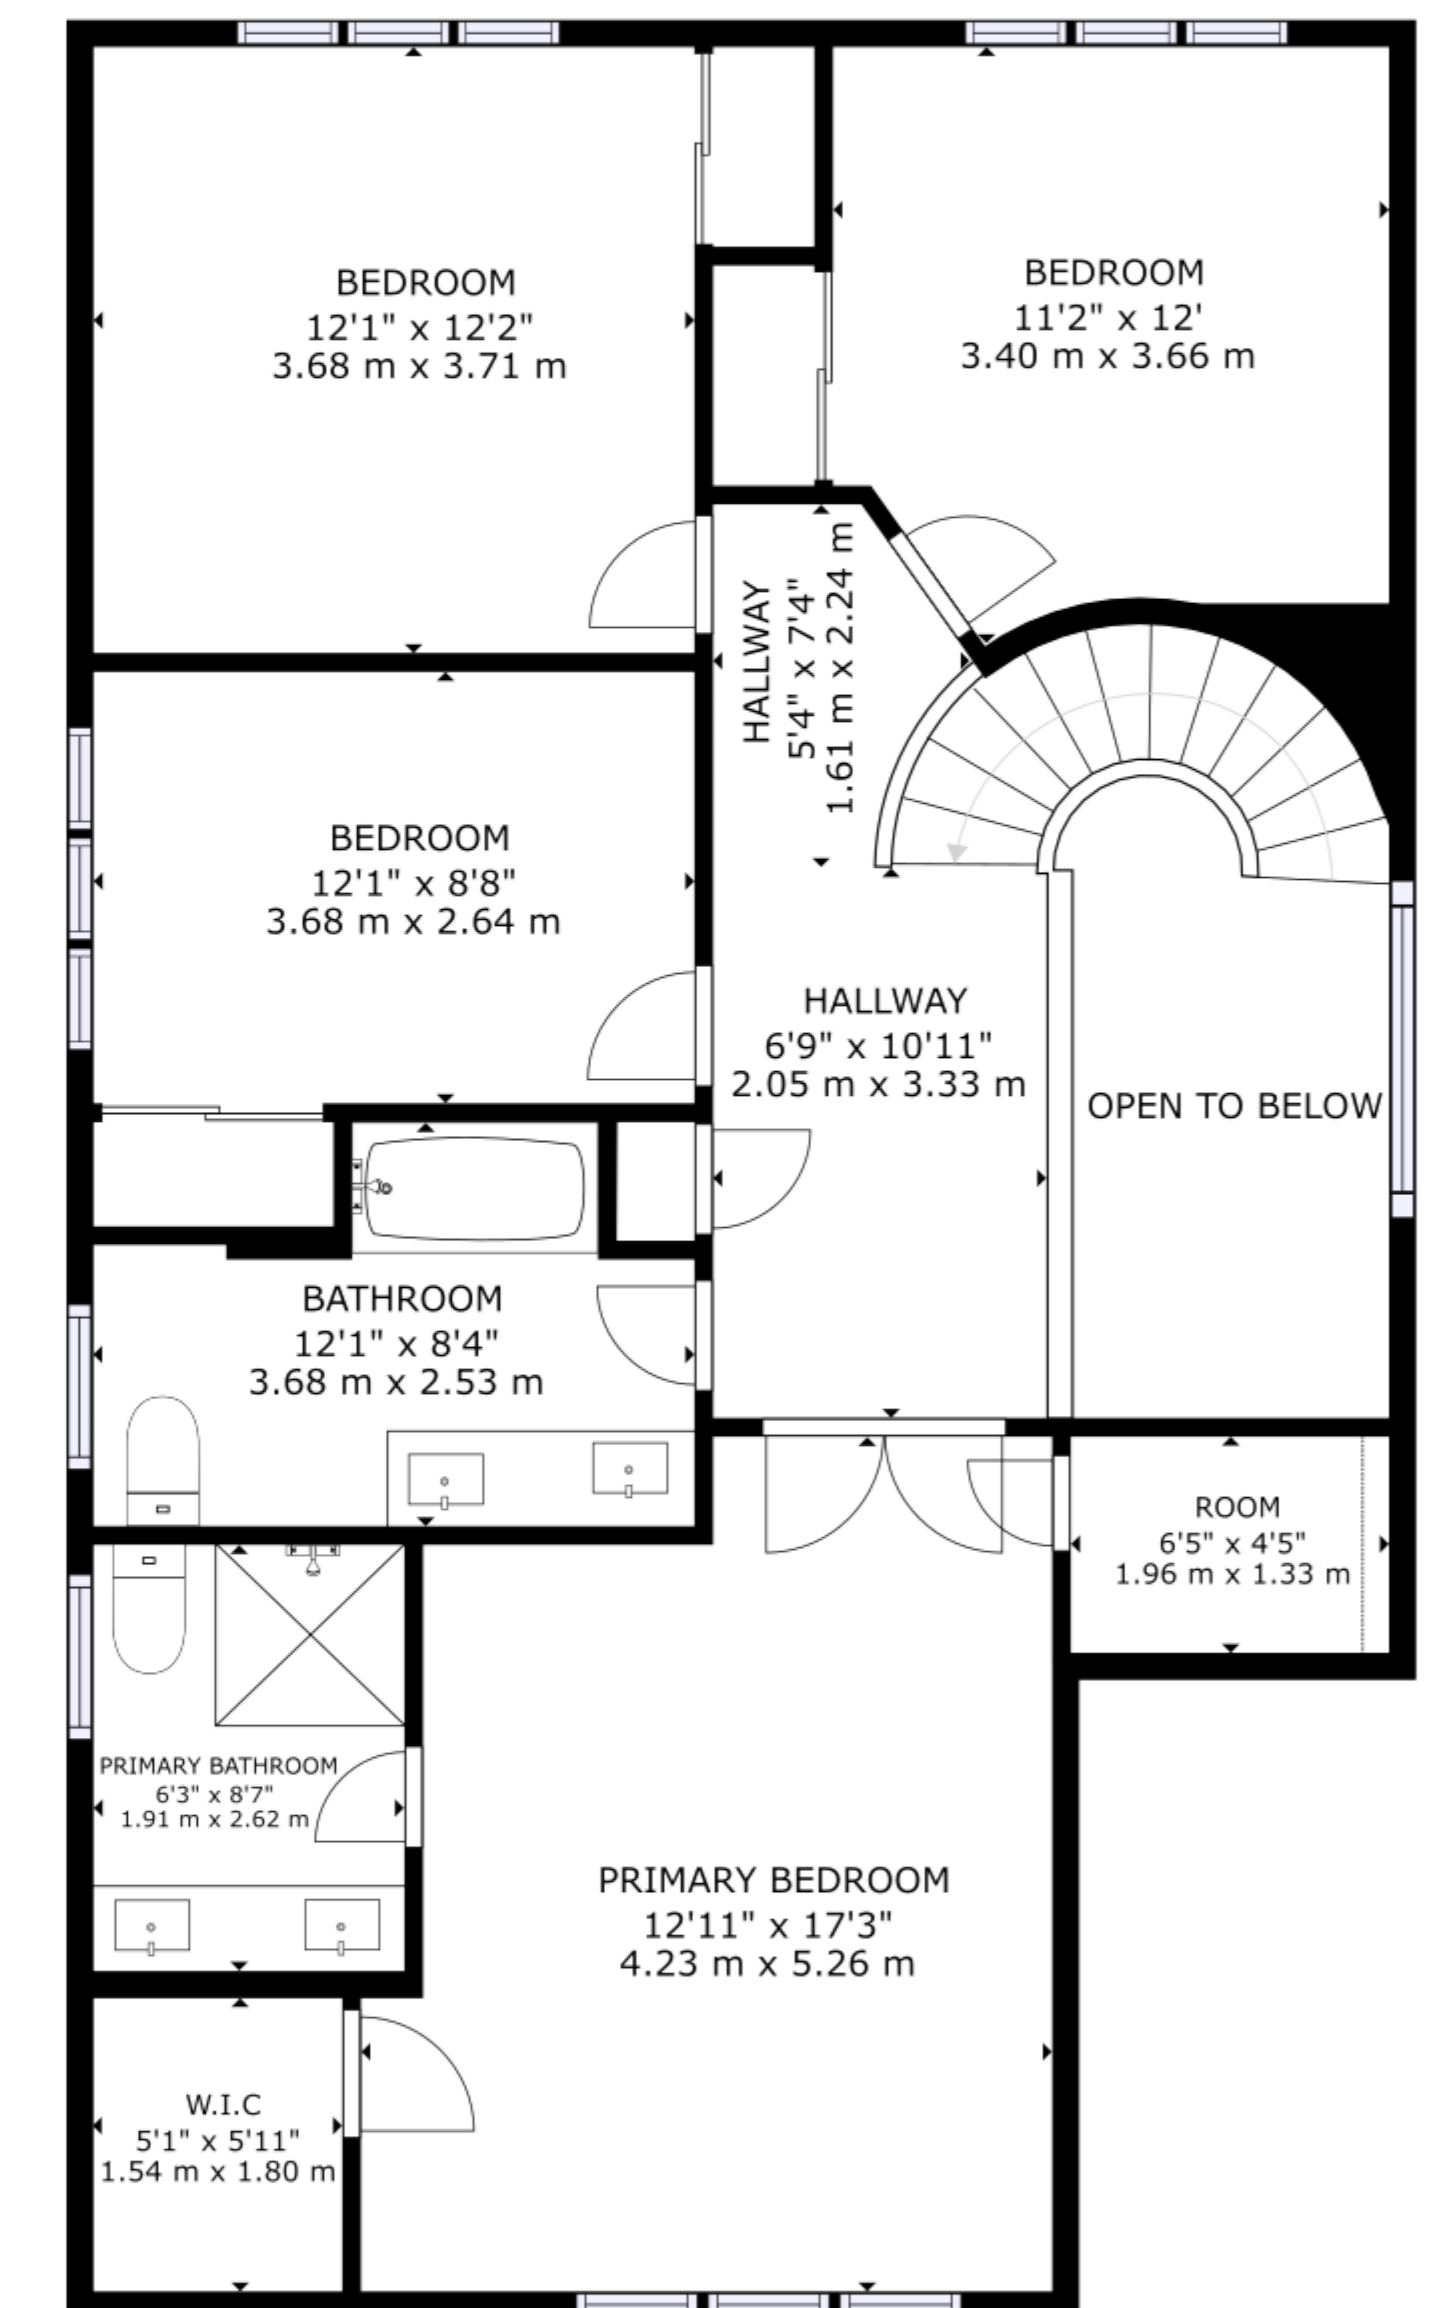 BEDROOM
12'1" x 12'2"
3.68 m x 3.71 m
BEDROOM
11'2" x 12'
3.40 m x 3.66 m
HALLWAY
5'4" x 7'4"
1.61 m x 2.24 m
BEDROOM
12'1" x 8'8"
3.68 m x 2.64 m
HALLWAY
6'9" x 10'11"
2.05 m x 3.33 m
OPEN TO BELOW
BATHROOM
12'1" x 8'4"
3.68 m x 2.53 m
ROOM
6'5" x 4'5"
1.96 m x 1.33 m
PRIMARY BATHROOM
6'3" x 8'7"
1.91 m x 2.62 m
PRIMARY BEDROOM
12'11" x 17'3"
4.23 m x 5.26 m
W.I.C
5'1" x 5'11"
1.54 m x 1.80 m